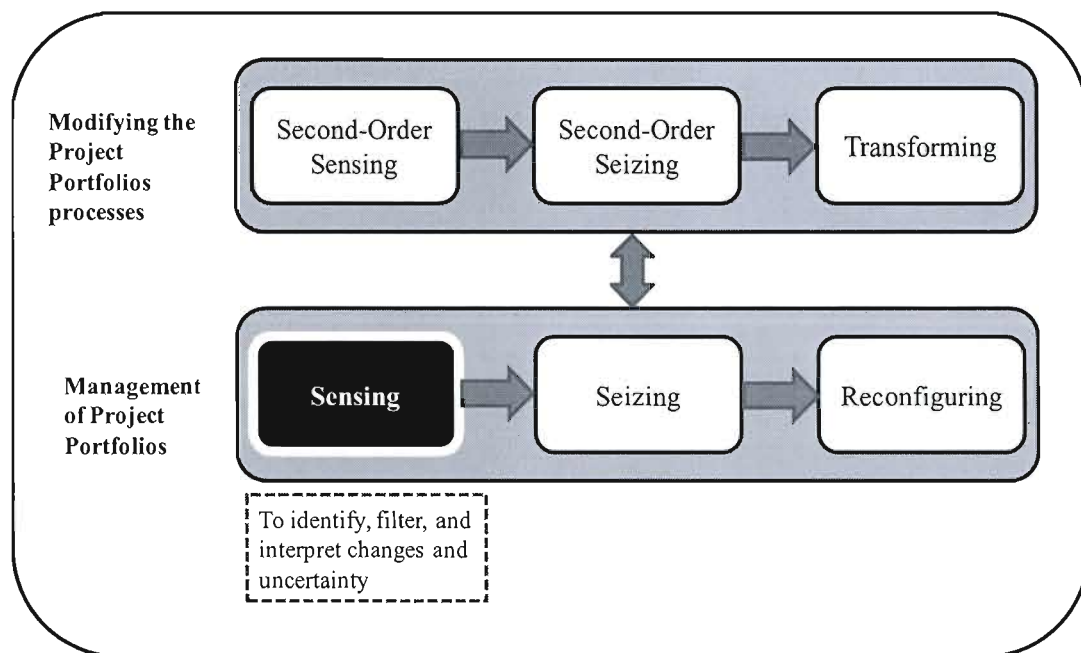 Modifying the
Project
Portfolios
processes
Second-Order
Sensing
Second-Order
Seizing
Transforming
Management
of Project
Portfolios
Sensing
Seizing
Reconfiguring
To identify, filter, and
interpret changes and
uncertainty